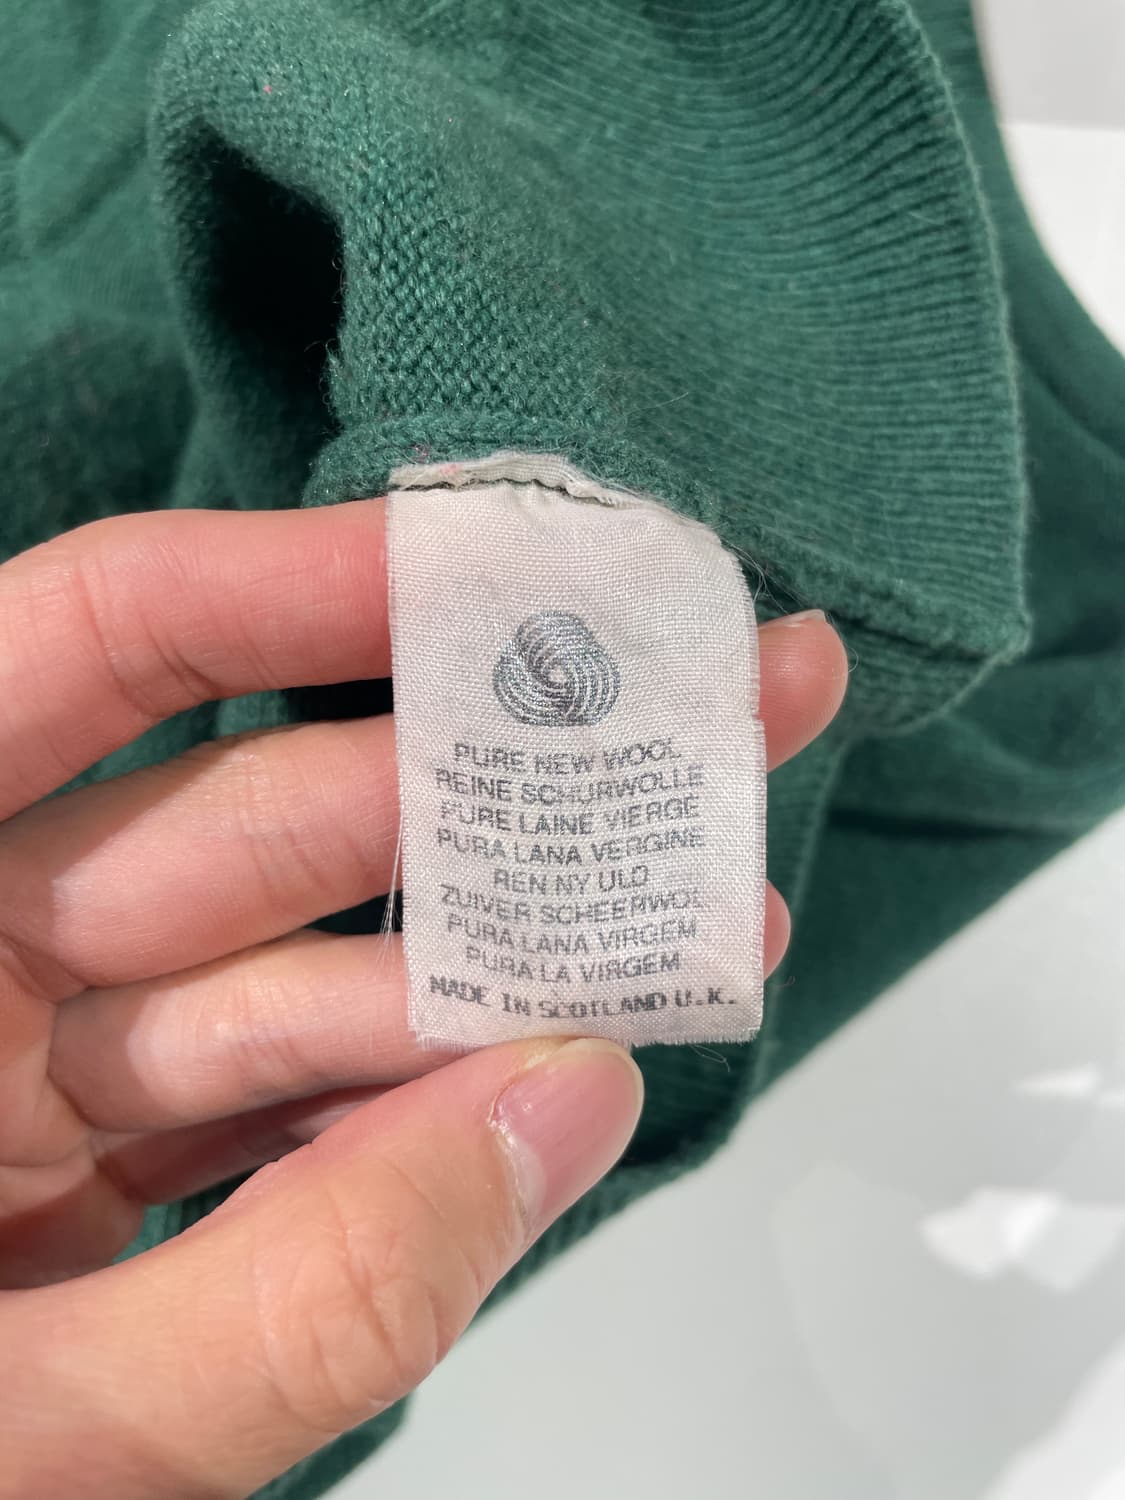 PURE NEW WOOL
REINE SCHURWOLLE
PURE LAINE VIERGE
PURA LANA VERGINE
REN NY ULD
ZUIVER SCHEERWOL
PURA LANA VIRGEM
PURA LA VIRGEM
MADE IN SCOTLAND U.K.